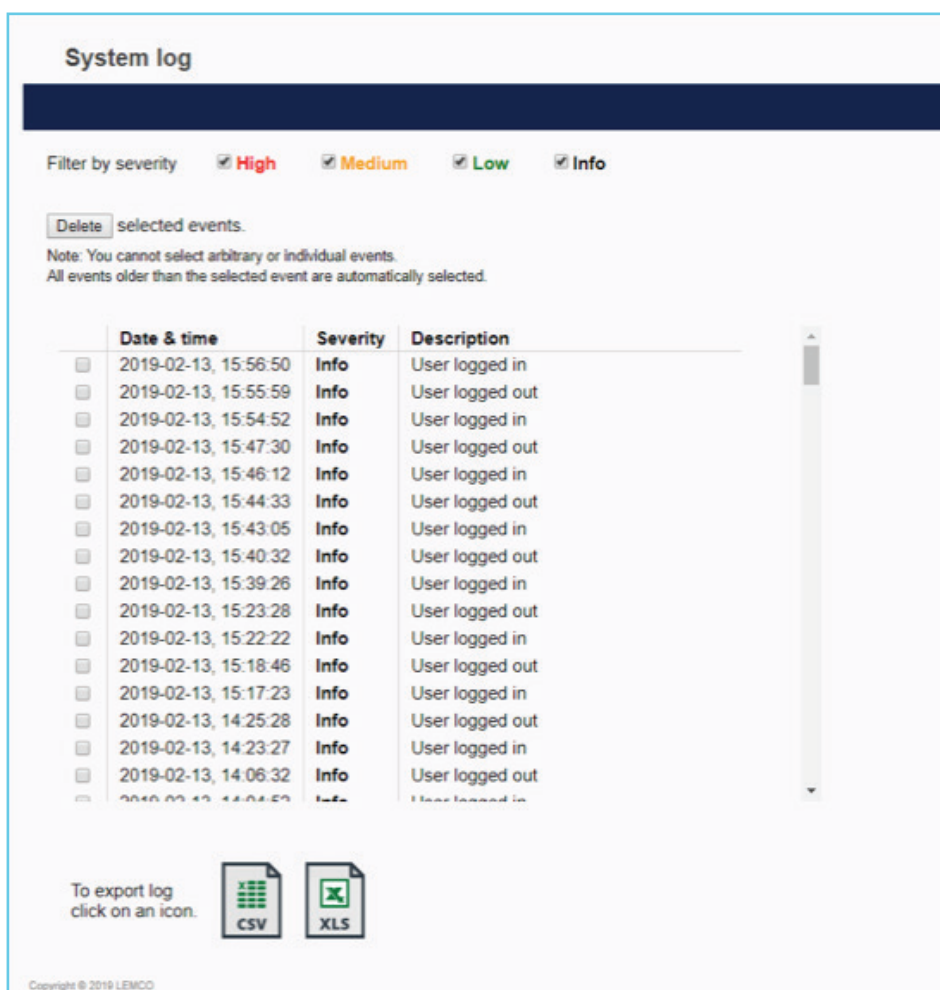 System log
Filter by severity High Medium Low Info
Delete selected events.
Note: You cannot select arbitrary or individual events.
All events older than the selected event are automatically selected.
Date & time Severity Description
2019-02-13, 15:56:50 Info User logged in
2019-02-13, 15:55:59 Info User logged out
2019-02-13, 15:54:52 Info User logged in
2019-02-13, 15:47:30 Info User logged out
2019-02-13, 15:46:12 Info User logged in
2019-02-13, 15:44:33 Info User logged out
2019-02-13, 15:43:05 Info User logged in
2019-02-13, 15:40:32 Info User logged out
2019-02-13, 15:39:26 Info User logged in
2019-02-13, 15:23:28 Info User logged out
2019-02-13, 15:22:22 Info User logged in
2019-02-13, 15:18:46 Info User logged out
2019-02-13, 15:17:23 Info User logged in
2019-02-13, 14:25:28 Info User logged out
2019-02-13, 14:23:27 Info User logged in
2019-02-13, 14:06:32 Info User logged out
Info User logged in
To export log
click on an icon.
CSV XLS
Copyright © 2019 LEMCO